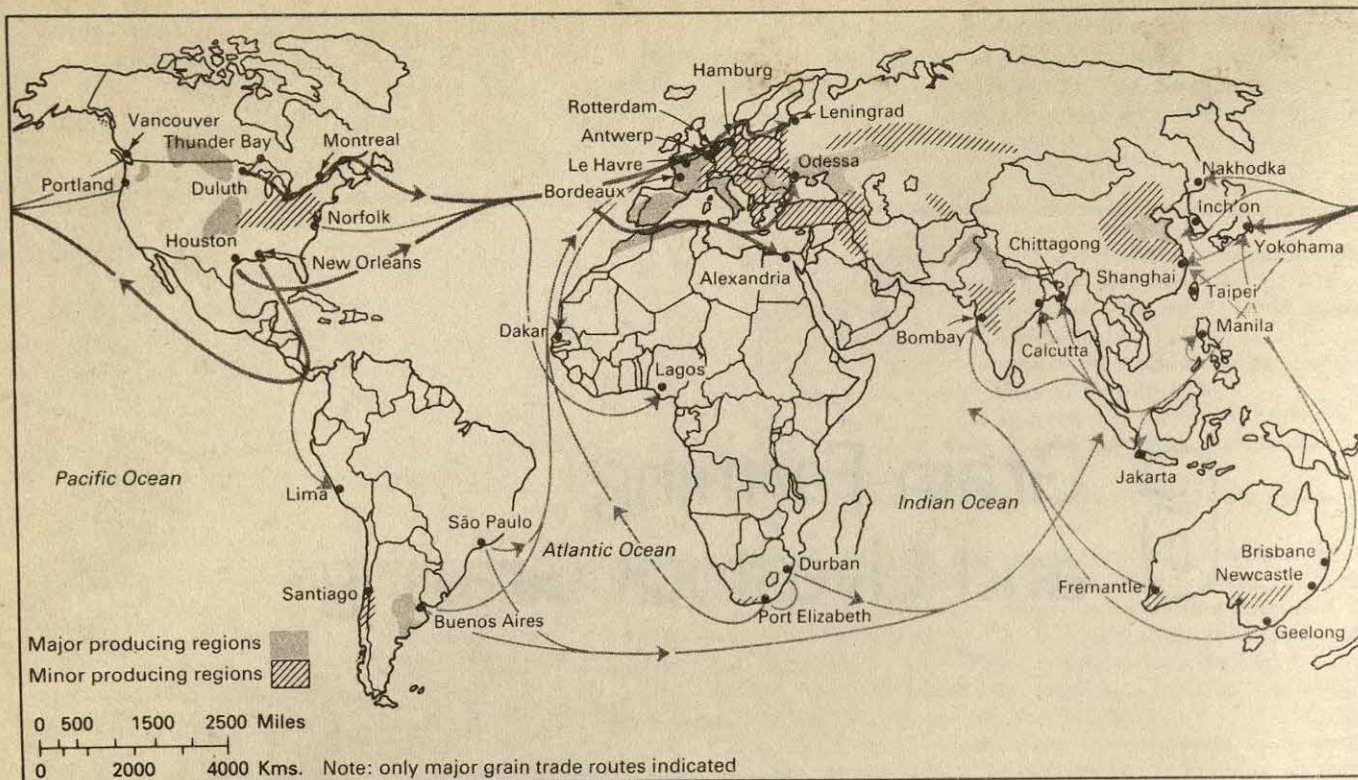 Hamburg
Rotterdam
Leningrad
Vancouver
Antwerp
Thunder Bay
Montreal
Le Havre
Odessa
Nakhodka
Portland
Duluth
Bordeaux
Norfolk
Inch'on
Houston
Chittagong
Yokohama
New Orleans
Alexandria
Shanghai
Taipei
Dakar
Bombay
Manila
Calcutta
Lagos
Pacific Ocean
Lima
Jakarta
Indian Ocean
São Paulo
Atlantic Ocean
Durban
Brisbane
Santiago
Fremantle
Newcastle
Port Elizabeth
Buenos Aires
Geelong
Major producing regions
Minor producing regions
0 500 1500 2500 Miles
0 2000 4000 Kms. Note: only major grain trade routes indicated